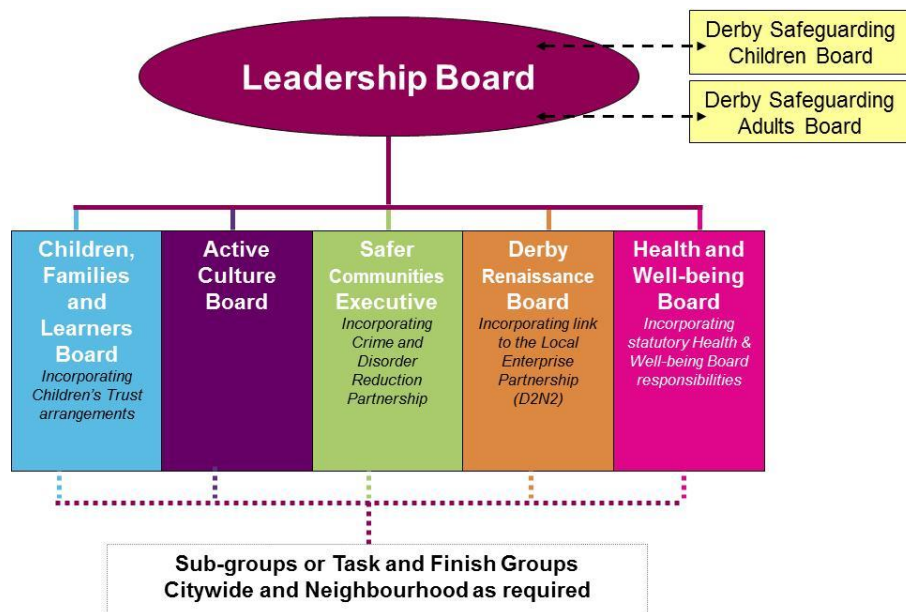 Leadership Board
Derby Safeguarding
Children Board
Derby Safeguarding
Adults Board
Children,
Families
and
Learners
Board
Incorporating
Children's Trust
arrangements
Active
Culture
Board
Safer
Communities
Executive
Incorporating
Crime and
Disorder
Reduction
Partnership
Derby
Renaissance
Board
Incorporating link
to the Local
Enterprise
Partnership
(D2N2)
Health and
Well-being
Board
Incorporating
statutory Health &
Well-being Board
responsibilities
Sub-groups or Task and Finish Groups
Citywide and Neighbourhood as required